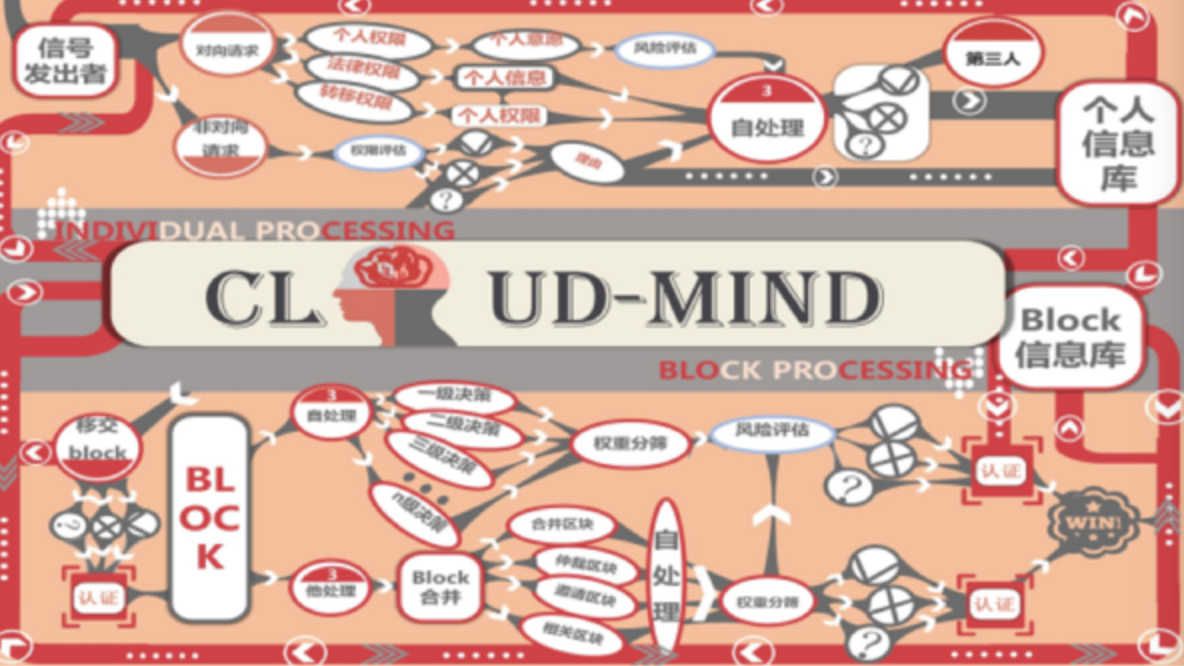 信号
发出者
对向请求
个人权限
法律权限
转移权限
个人意愿
个人信息
个人权限
风险评估
3
自处理
第三人
个人
信息
库
非对向
请求
权限评估
?
?
理由
INDIVIDUAL PROCESSING
CL UD-MIND
Block
信息库
BLOCK PROCESSING
移交
block
?
认证
BL
OC
K
3
自处理
一级决策
二级决策
三级决策
n级决策
权重分筛
风险评估
?
认证
WIN!
3
他处理
Block
合并
合并区块
仲裁区块
邀请区块
相关区块
自
处
理
权重分筛
?
认证